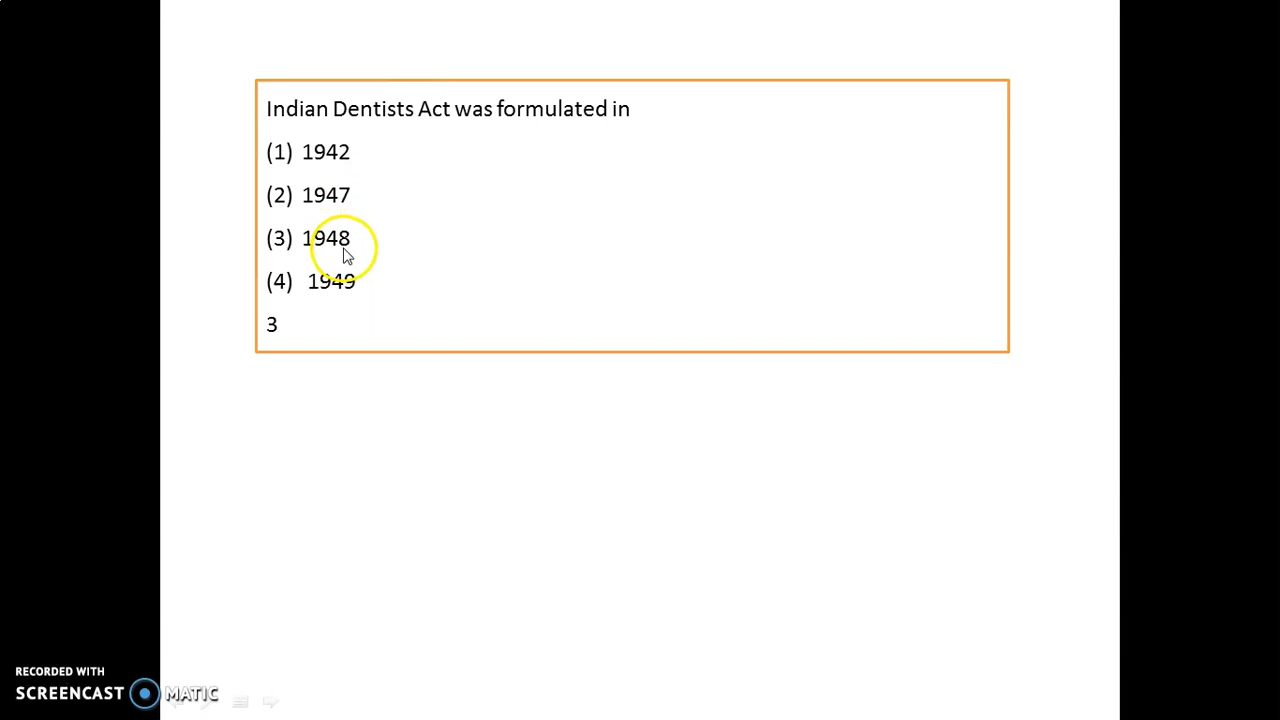 Indian Dentists Act was formulated in
(1) 1942
(2) 1947
(3) 1948
(4) 1949
3
RECORDED WITH
SCREENCAST MATIC